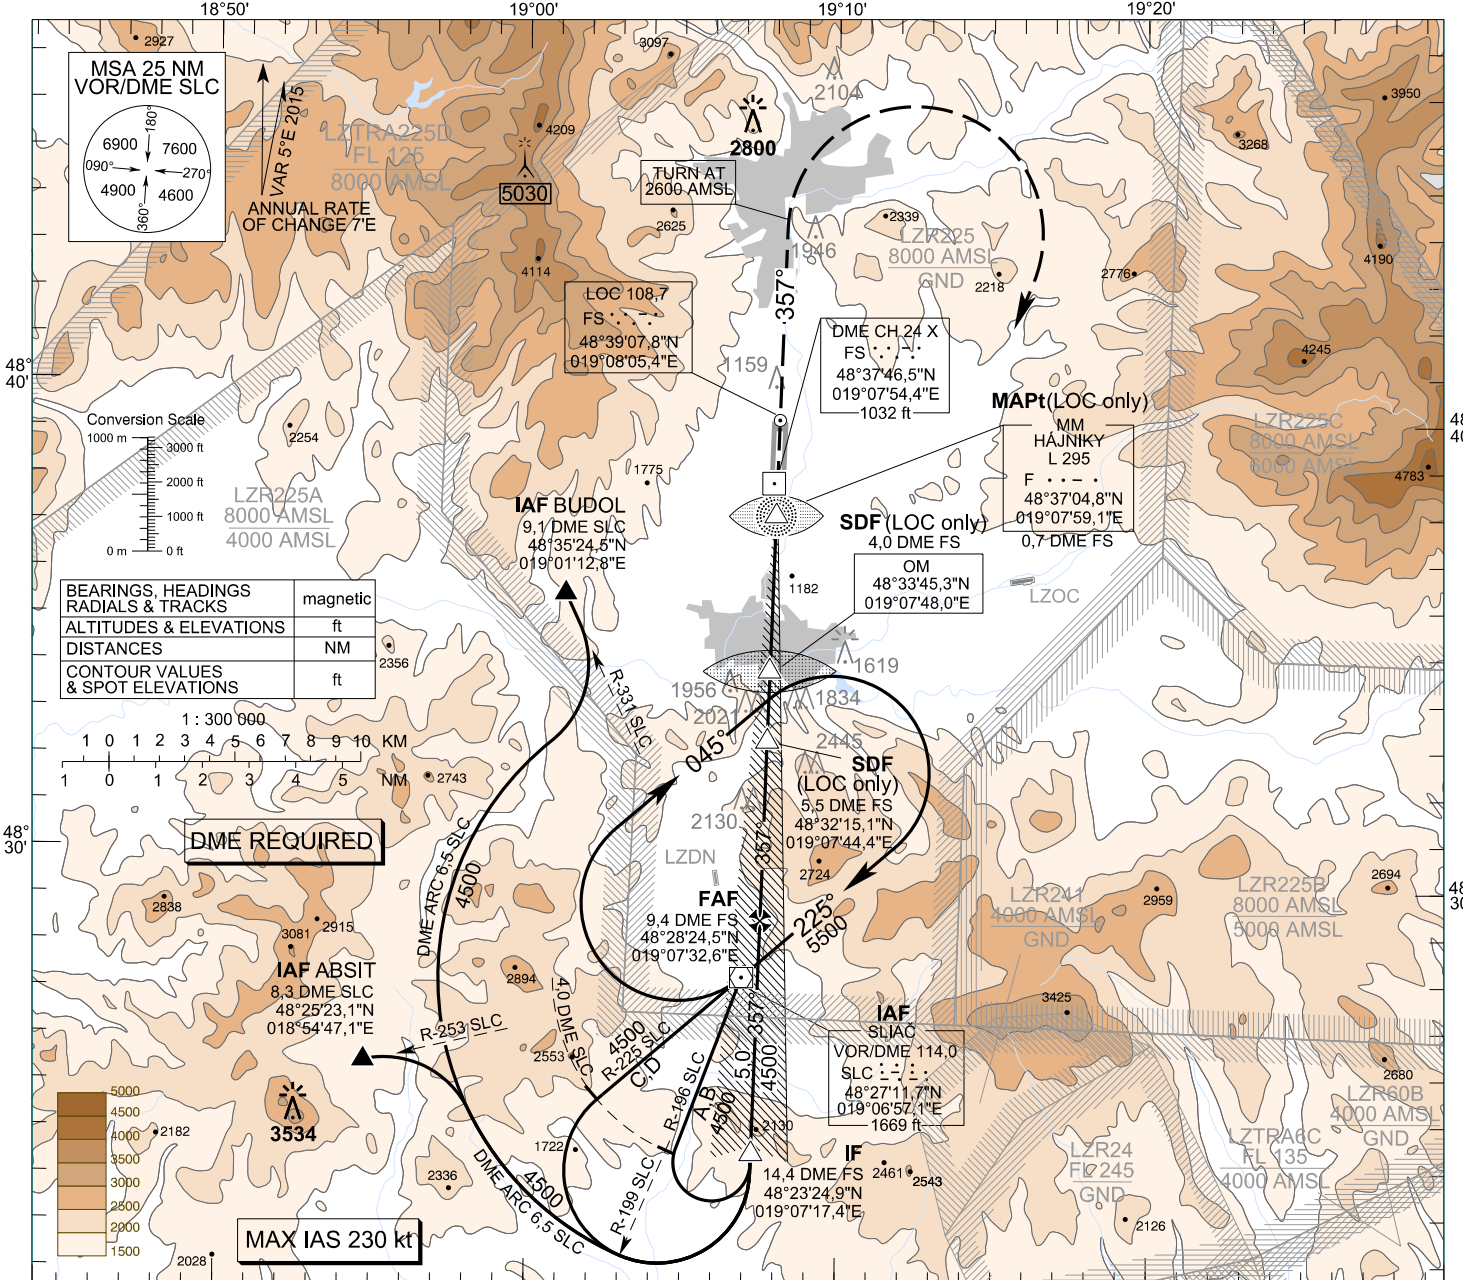 18°50'
19°00'
19°10'
19°20'
MSA 25 NM
VOR/DME SLC
180°
6900
7600
090°
270°
4900
4600
360°
VAR 5°E 2015
ANNUAL RATE
OF CHANGE 7'E
2927
LZTRA225D
FL 125
8000 AMSL
4209
5030
4114
3097
2800
2104
TURN AT
2600 AMSL
2625
1946
2339
LZR225
8000 AMSL
GND
2218
2776
3268
3950
4190
4245
357°
LOC 108,7
FS
48°39'07,8"N
019°08'05,4"E
DME CH 24 X
FS
48°37'46,5"N
019°07'54,4"E
1032 ft
1159
48°
40'
48
40
Conversion Scale
1000 m
3000 ft
2000 ft
1000 ft
0 m
0 ft
2254
LZR225A
8000 AMSL
4000 AMSL
1775
MAPt(LOC only)
MM
HÁJNIKY
L 295
F
48°37'04,8"N
019°07'59,1"E
0,7 DME FS
LZR225C
8000 AMSL
6000 AMSL
4783
IAF BUDOL
9,1 DME SLC
48°35'24,5"N
019°01'12,8"E
SDF (LOC only)
4,0 DME FS
OM
48°33'45,3"N
019°07'48,0"E
1182
LZOC
BEARINGS, HEADINGS
RADIALS & TRACKS
magnetic
ALTITUDES & ELEVATIONS
ft
DISTANCES
NM
CONTOUR VALUES
& SPOT ELEVATIONS
ft
2356
1 : 300 000
1 0 1 2 3 4 5 6 7 8 9 10 KM
1 0 1 2 3 4 5 NM
2743
R-331 SLC
1619
1956
2021
1834
045°
2445
SDF
(LOC only)
5,5 DME FS
48°32'15,1"N
019°07'44,4"E
2130
357°
48°
30'
48
30
DME REQUIRED
DME ARC 6,5 SLC
4500
LZDN
2724
FAF
9,4 DME FS
48°28'24,5"N
019°07'32,6"E
225°
5500
LZR241
4000 AMSL
GND
2959
LZR225B
8000 AMSL
5000 AMSL
2694
2838
3081
2915
IAF ABSIT
8,3 DME SLC
48°25'23,1"N
018°54'47,1"E
2894
3425
R-253 SLC
4,0 DME SLC
2553
4500
R-225 SLC
C,D
R-196 SLC
A,B
4500
5,0
357°
4500
IAF
SLIAČ
VOR/DME 114,0
SLC
48°27'11,7"N
019°06'57,1"E
1669 ft
2680
LZR60B
4000 AMSL
GND
5000
4500
4000
3500
3000
2500
2000
1500
2182
3534
2336
1722
2130
IF
14,4 DME FS
48°23'24,9"N
019°07'17,4"E
2461
2543
LZR24
FL 245
GND
LZTRA6C
FL 135
4000 AMSL
2126
DME ARC 6,5 SLC
4500
R-199 SLC
MAX IAS 230 kt
2028